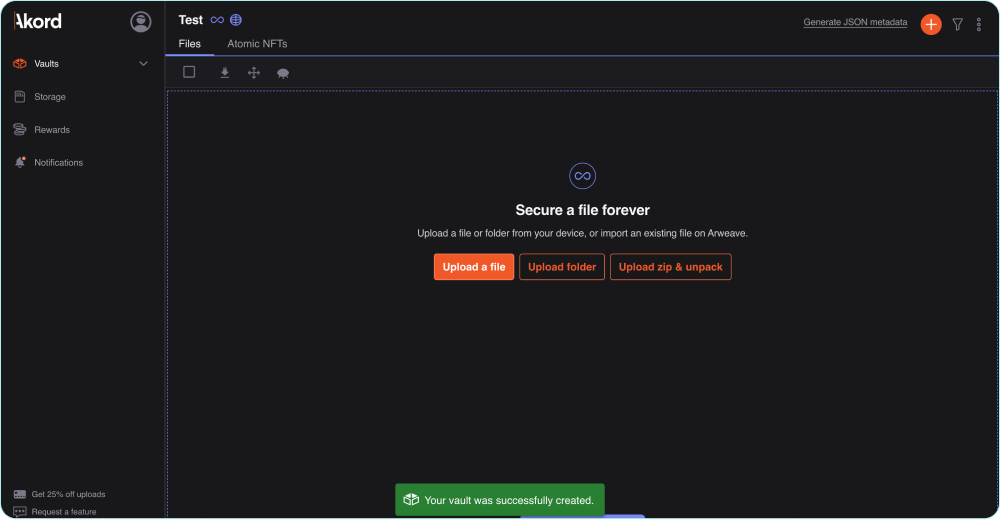 Akord
Test
Generate JSON metadata
Files
Atomic NFTs
Vaults
Storage
Rewards
Notifications
Secure a file forever
Upload a file or folder from your device, or import an existing file on Arweave.
Upload a file
Upload folder
Upload zip & unpack
Get 25% off uploads
Request a feature
Your vault was successfully created.